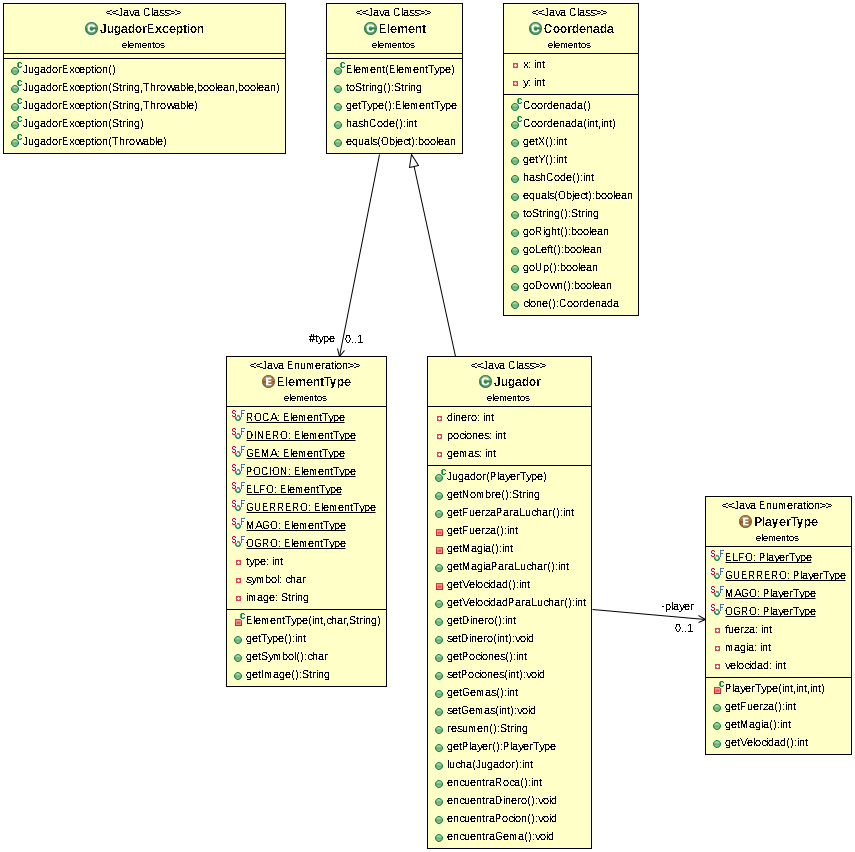 <<Java Class>>
JugadorException
elementos
JugadorException()
JugadorException(String,Throwable,boolean,boolean)
JugadorException(String,Throwable)
JugadorException(String)
JugadorException(Throwable)
<<Java Class>>
Element
elementos
Element(ElementType)
toString():String
getType():ElementType
hashCode():int
equals(Object):boolean
<<Java Class>>
Coordenada
elementos
x: int
y: int
Coordenada()
Coordenada(int,int)
getX():int
getY():int
hashCode():int
equals(Object):boolean
toString():String
goRight():boolean
goLeft():boolean
goUp():boolean
goDown():boolean
clone():Coordenada
#type
0..1
<<Java Enumeration>>
ElementType
elementos
ROCA: ElementType
DINERO: ElementType
GEMA: ElementType
POCION: ElementType
ELFO: ElementType
GUERRERO: ElementType
MAGO: ElementType
OGRO: ElementType
type: int
symbol: char
image: String
ElementType(int,char,String)
getType():int
getSymbol():char
getImage():String
<<Java Class>>
Jugador
elementos
dinero: int
pociones: int
gemas: int
Jugador(PlayerType)
getNombre():String
getFuerzaParaLuchar():int
getFuerza():int
getMagia():int
getMagiaParaLuchar():int
getVelocidad():int
getVelocidadParaLuchar():int
getDinero():int
setDinero(int):void
getPociones():int
setPociones(int):void
getGemas():int
setGemas(int):void
resumen():String
getPlayer():PlayerType
lucha(Jugador):int
encuentraRoca():int
encuentraDinero():void
encuentraPocion():void
encuentraGema():void
-player
0..1
<<Java Enumeration>>
PlayerType
elementos
ELFO: PlayerType
GUERRERO: PlayerType
MAGO: PlayerType
OGRO: PlayerType
fuerza: int
magia: int
velocidad: int
PlayerType(int,int,int)
getFuerza():int
getMagia():int
getVelocidad():int